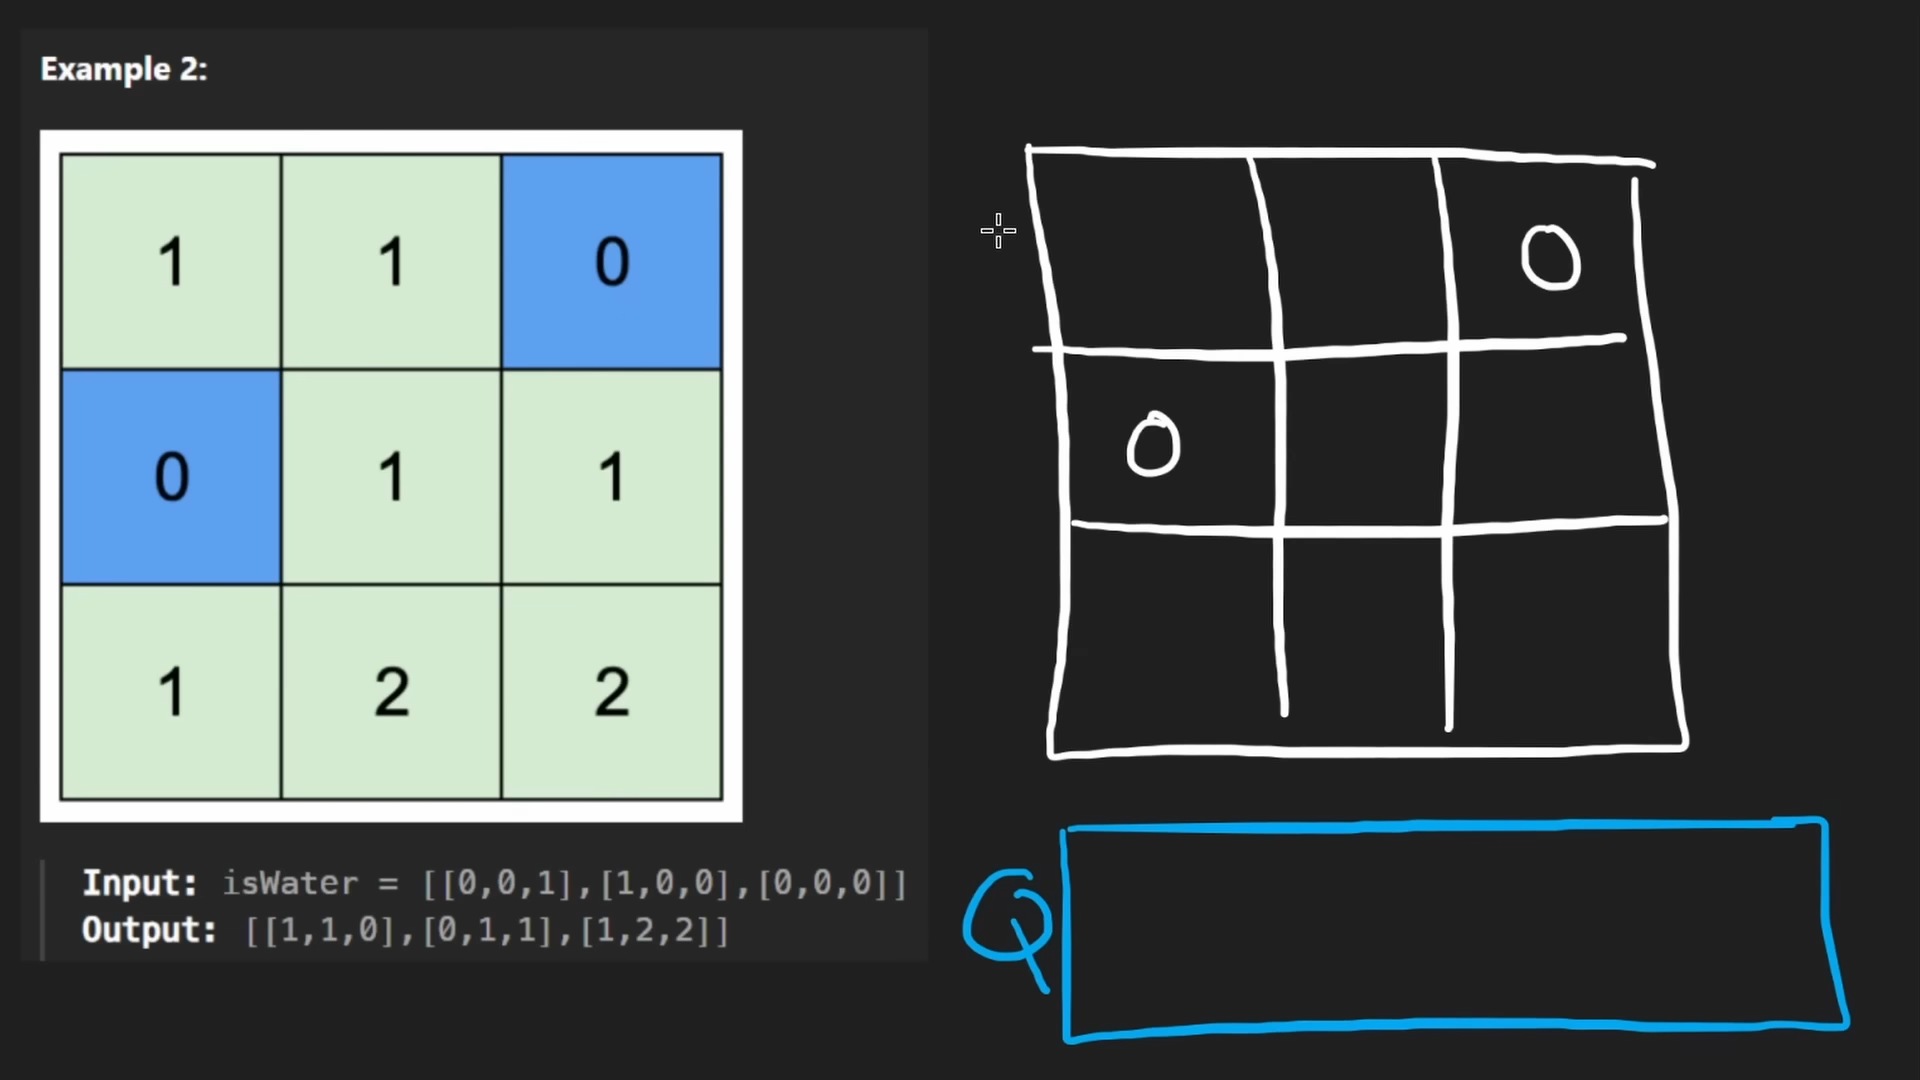 Example 2:
1 1 0
0 1 1
1 2 2
Input: isWater = [[0,0,1],[1,0,0],[0,0,0]]
Output: [[1,1,0],[0,1,1],[1,2,2]]
0
0
Q